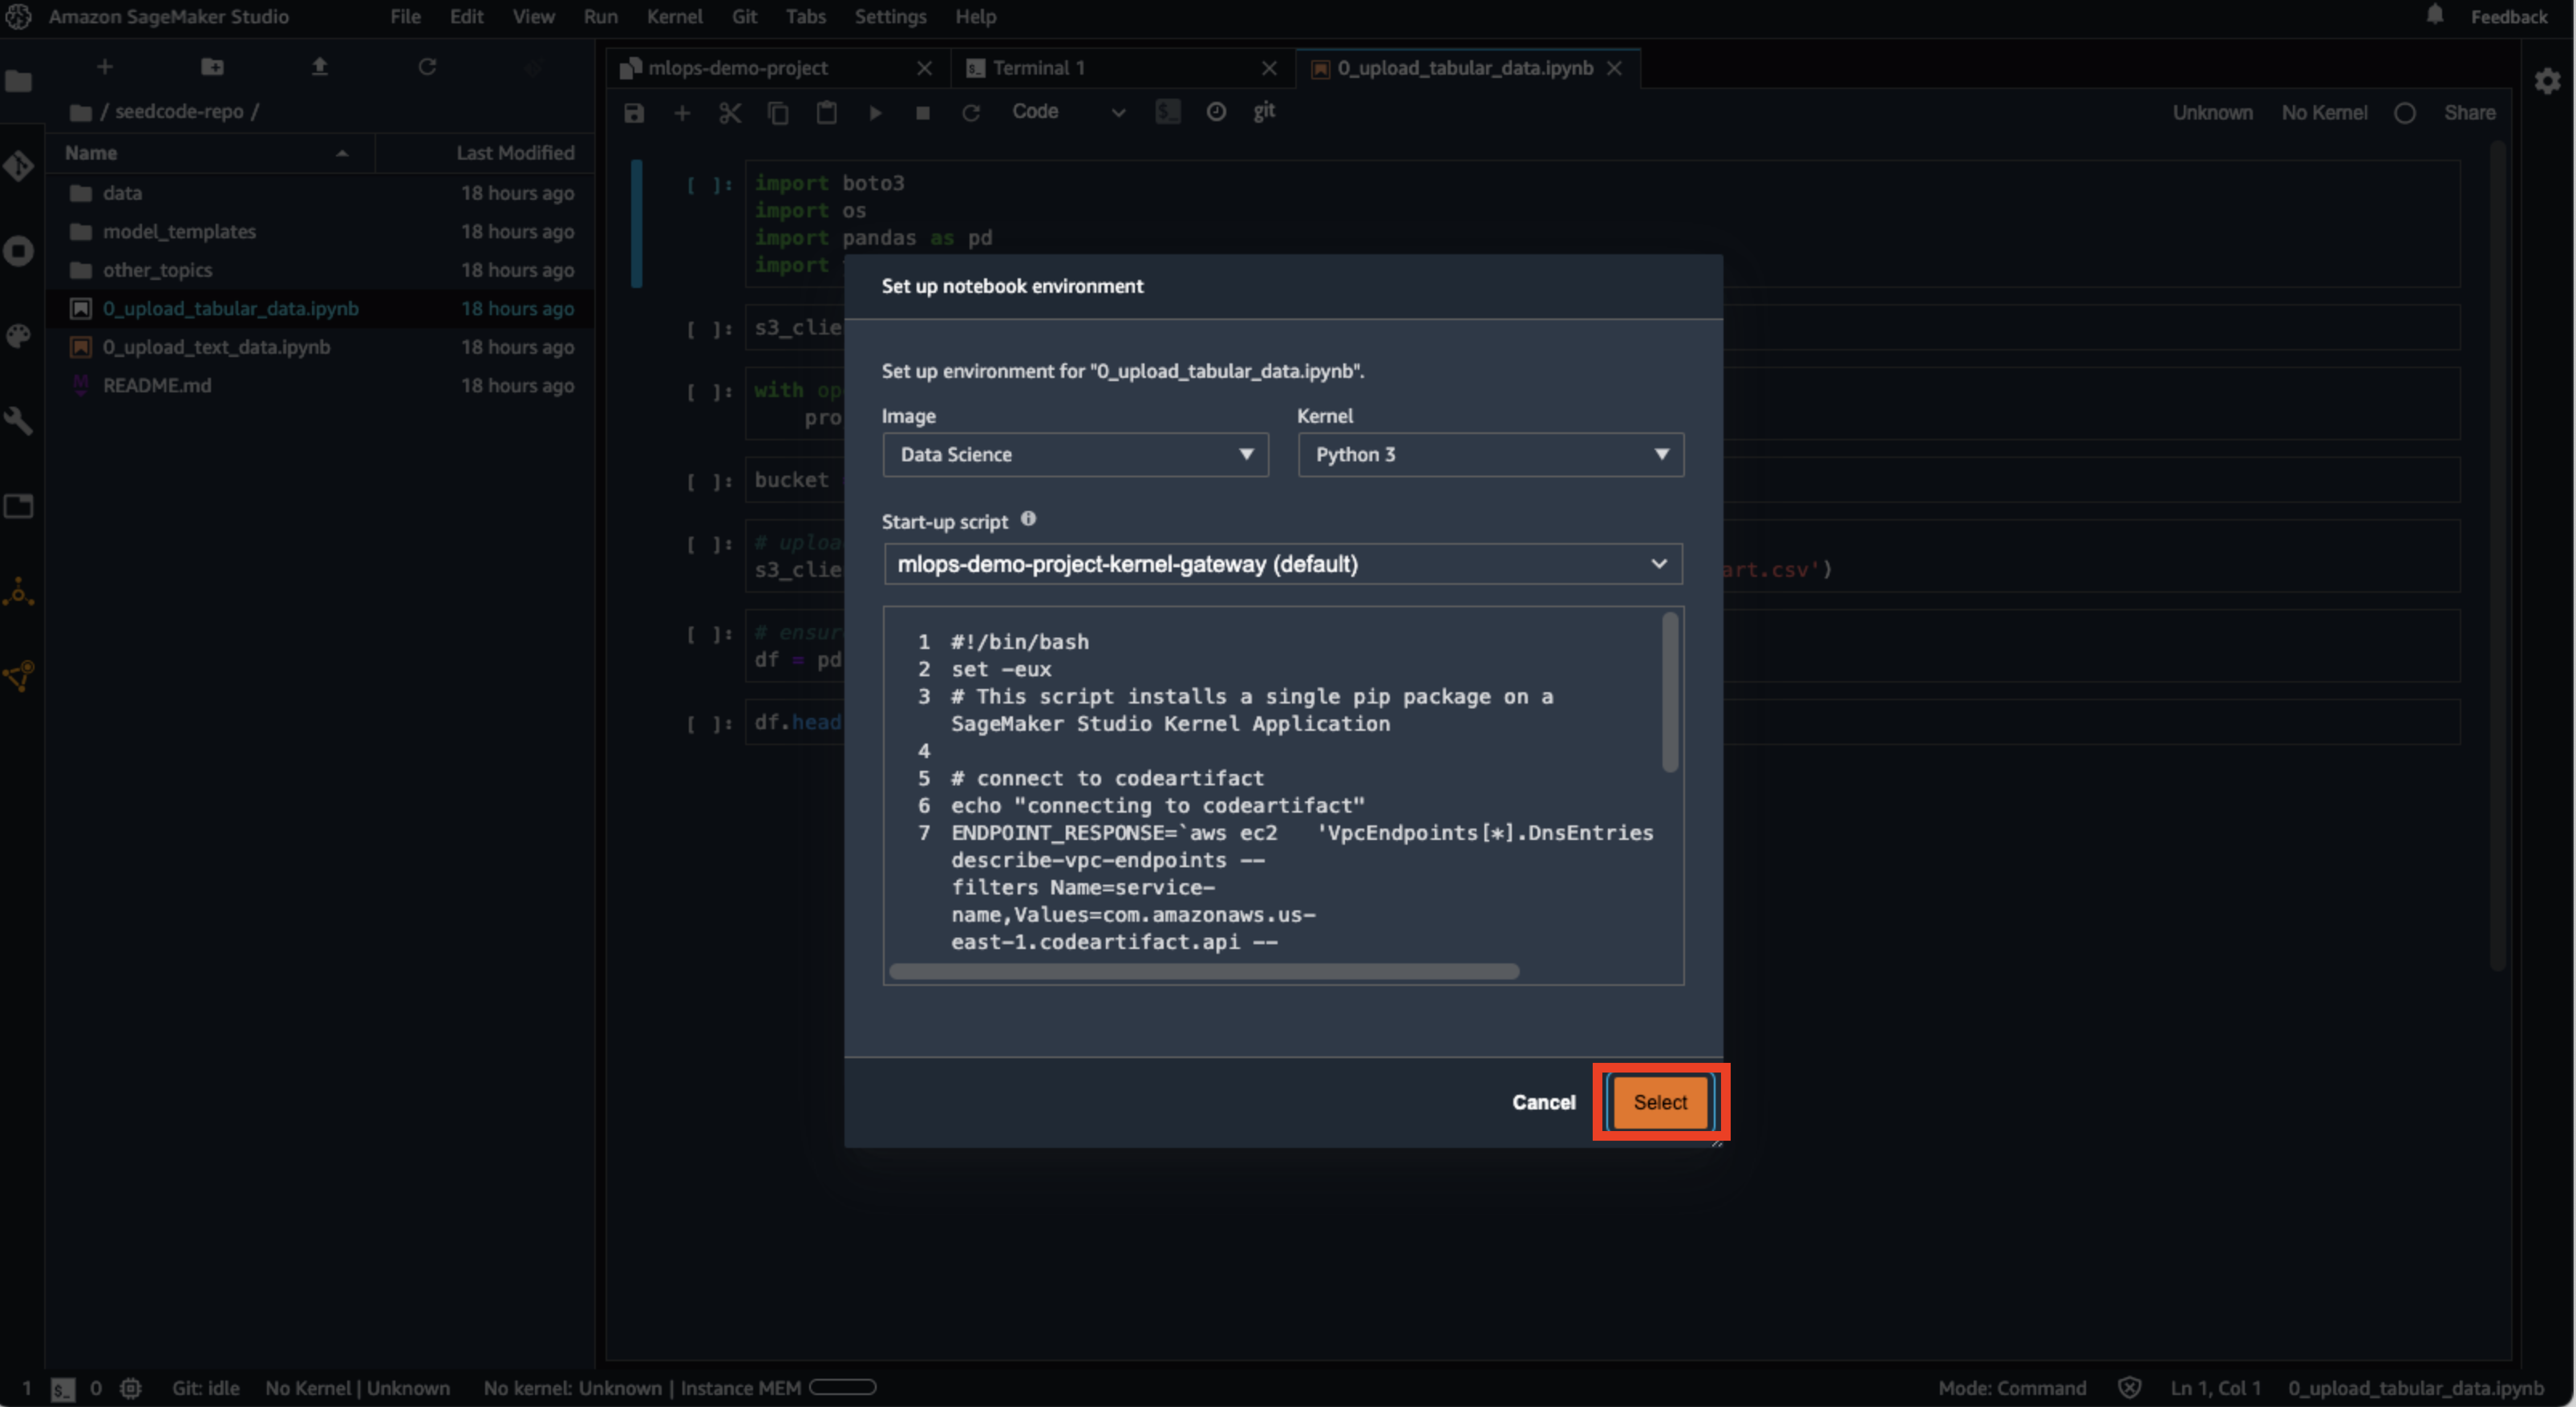 Amazon SageMaker Studio File Edit View Run Kernel Git Tabs Settings Help Feedback
mlops-demo-project Terminal 1 0_upload_tabular_data.ipynb
/ seedcode-repo /
Code git Unknown No Kernel Share
Name Last Modified
data 18 hours ago
model_templates 18 hours ago
other_topics 18 hours ago
0_upload_tabular_data.ipynb 18 hours ago
0_upload_text_data.ipynb 18 hours ago
README.md 18 hours ago
[ ]: import boto3
import os
import pandas as pd
import
[ ]: s3_clie
[ ]: with op
pro
[ ]: bucket
[ ]: # uploa
s3_clie art.csv')
[ ]: # ensur
df = pd
[ ]: df.head
Set up notebook environment
Set up environment for "0_upload_tabular_data.ipynb".
Image Kernel
Data Science Python 3
Start-up script
mlops-demo-project-kernel-gateway (default)
1 #!/bin/bash
2 set -eux
3 # This script installs a single pip package on a
SageMaker Studio Kernel Application
4
5 # connect to codeartifact
6 echo "connecting to codeartifact"
7 ENDPOINT_RESPONSE=`aws ec2 'VpcEndpoints[*].DnsEntries
describe-vpc-endpoints --
filters Name=service-
name,Values=com.amazonaws.us-
east-1.codeartifact.api --
Cancel Select
1 $_ 0 Git: idle No Kernel | Unknown No kernel: Unknown | Instance MEM Mode: Command Ln 1, Col 1 0_upload_tabular_data.ipynb